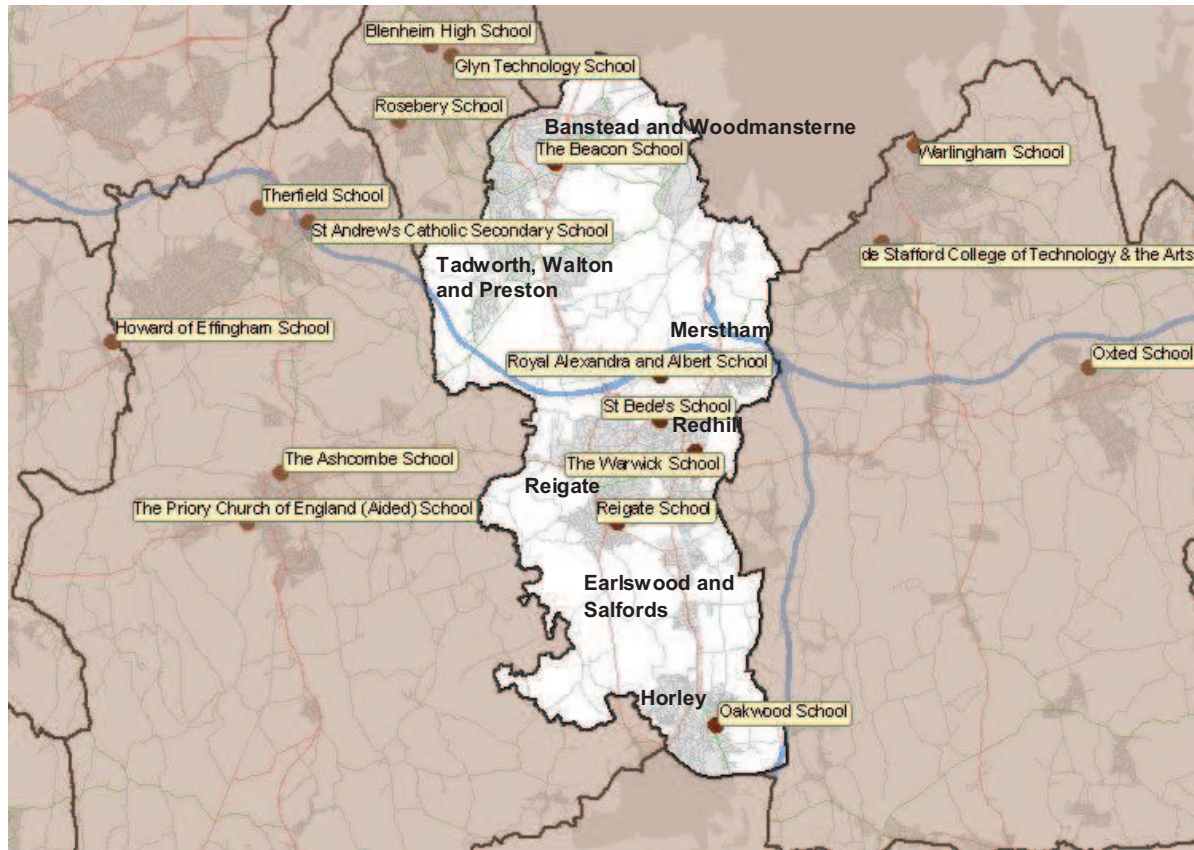 Blenheim High School
Glyn Technology School
Rosebery School
Banstead and Woodmansterne
The Beacon School
Warlingham School
Therfield School
St Andrew's Catholic Secondary School
de Stafford College of Technology & the Arts
Tadworth, Walton
and Preston
Howard of Effingham School
Merstham
Royal Alexandra and Albert School
Oxted School
St Bede's School
Redhill
The Ashcombe School
The Warwick School
Reigate
The Priory Church of England (Aided) School
Reigate School
Earlswood and
Salfords
Horley
Oakwood School